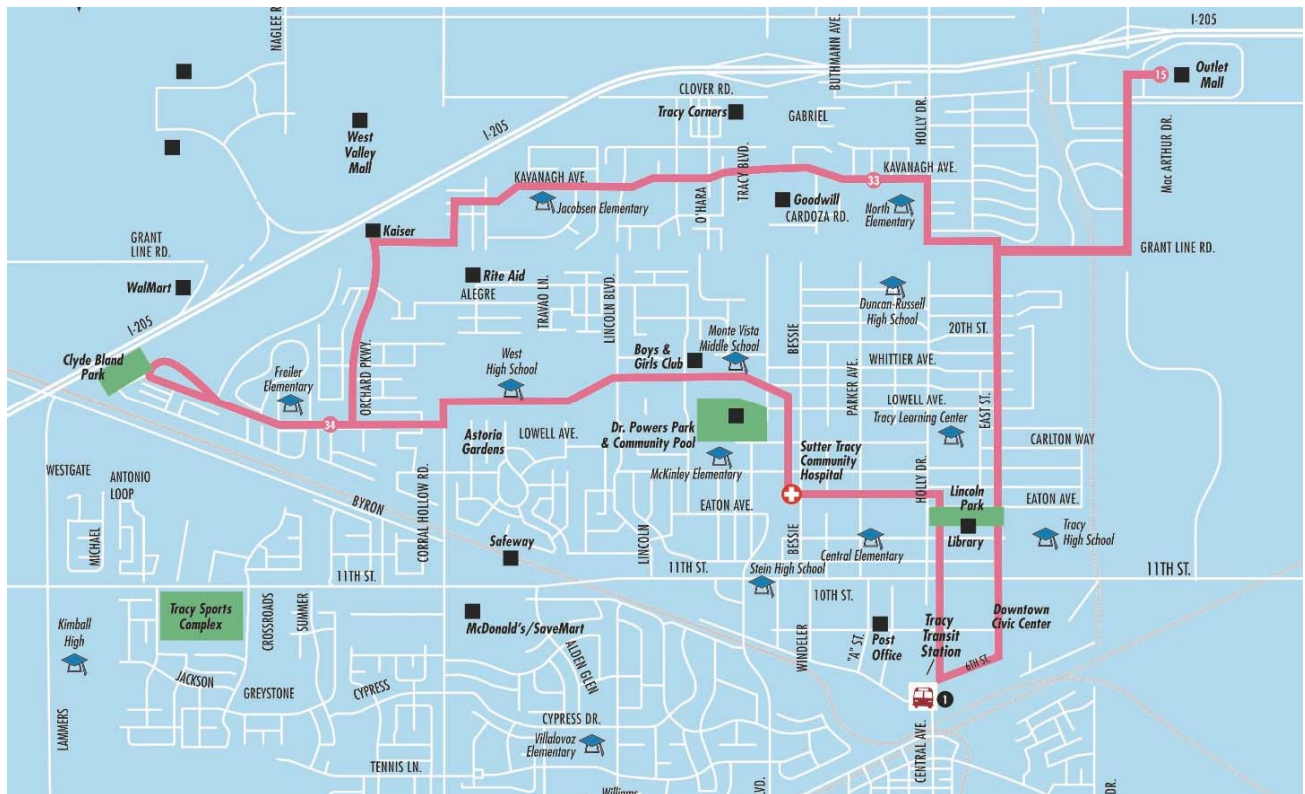 I-205
NAGLEE R
BUTHMANN AVE.
Outlet
Mall
15
CLOVER RD.
Tracy Corners
GABRIEL
HOLLY DR.
Mac ARTHUR DR.
I-205
West
Valley
Mall
TRACY BLVD.
KAVANAGH AVE.
33
KAVANAGH AVE.
Jacobsen Elementary
O'HARA
Goodwill
CARDOZA RD.
North
Elementary
Kaiser
GRANT
LINE RD.
GRANT LINE RD.
WalMart
Rite Aid
ALEGRE
TRAVAO LN.
LINCOLN BLVD.
Duncan-Russell
High School
I-205
20TH ST.
BESSIE
Monte Vista
Middle School
Boys &
Girls Club
WHITTIER AVE.
Clyde Bland
Park
Freiler
Elementary
ORCHARD PKWY.
West
High School
PARKER AVE.
LOWELL AVE.
EAST ST.
Tracy Learning Center
34
LOWELL AVE.
Dr. Powers Park
& Community Pool
CARLTON WAY
Astoria
Gardens
Sutter Tracy
Community
Hospital
McKinley Elementary
WESTGATE
ANTONIO
LOOP
CORRAL HOLLOW RD.
HOLLY DR.
Lincoln
Park
EATON AVE.
EATON AVE.
BYRON
MICHAEL
Safeway
LINCOLN
BESSIE
Central Elementary
Library
Tracy
High School
11TH ST.
11TH ST.
Stein High School
11TH ST.
10TH ST.
Tracy Sports
Complex
CROSSROADS
SUMMER
McDonald's/SaveMart
Downtown
Civic Center
Tracy
Transit
Station
Kimball
High
WINDELER
"A" ST.
Post
Office
6TH ST.
ALDEN GLEN
JACKSON
GREYSTONE
CYPRESS
1
LAMMERS
CYPRESS DR.
Villalovoz
Elementary
CENTRAL AVE.
TENNIS LN.
Williams
LVD.
DR.